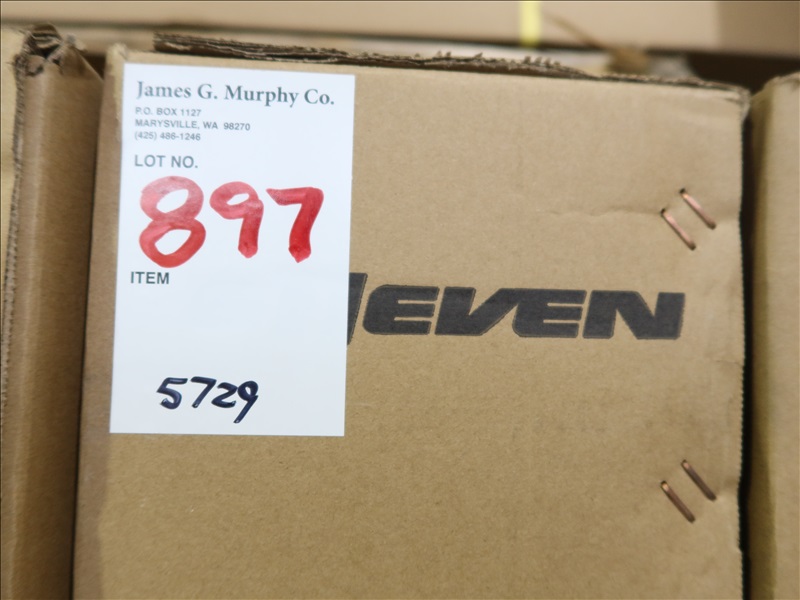 James G. Murphy Co.
P.O. BOX 1127
MARYSVILLE, WA 98270
(425) 486-1246
LOT NO.
897
ITEM
5729
EVEN